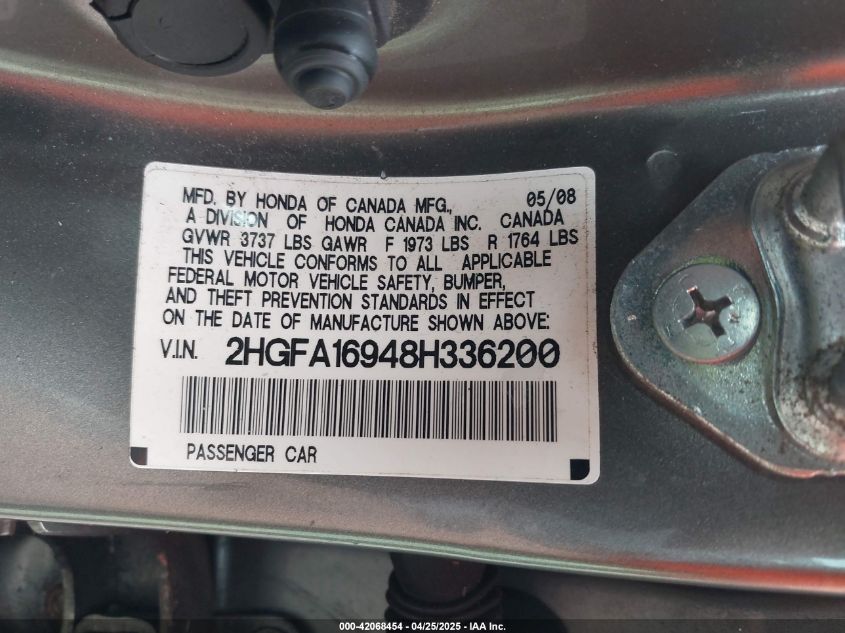 MFD. BY HONDA OF CANADA MFG., 05/08
A DIVISION OF HONDA CANADA INC. CANADA
GVWR 3737 LBS GAWR F 1973 LBS R 1764 LBS
THIS VEHICLE CONFORMS TO ALL APPLICABLE
FEDERAL MOTOR VEHICLE SAFETY, BUMPER,
AND THEFT PREVENTION STANDARDS IN EFFECT
ON THE DATE OF MANUFACTURE SHOWN ABOVE:
V.I.N. 2HGFA16948H336200
PASSENGER CAR
000-42068454 - 04/25/2025 - IAA Inc.